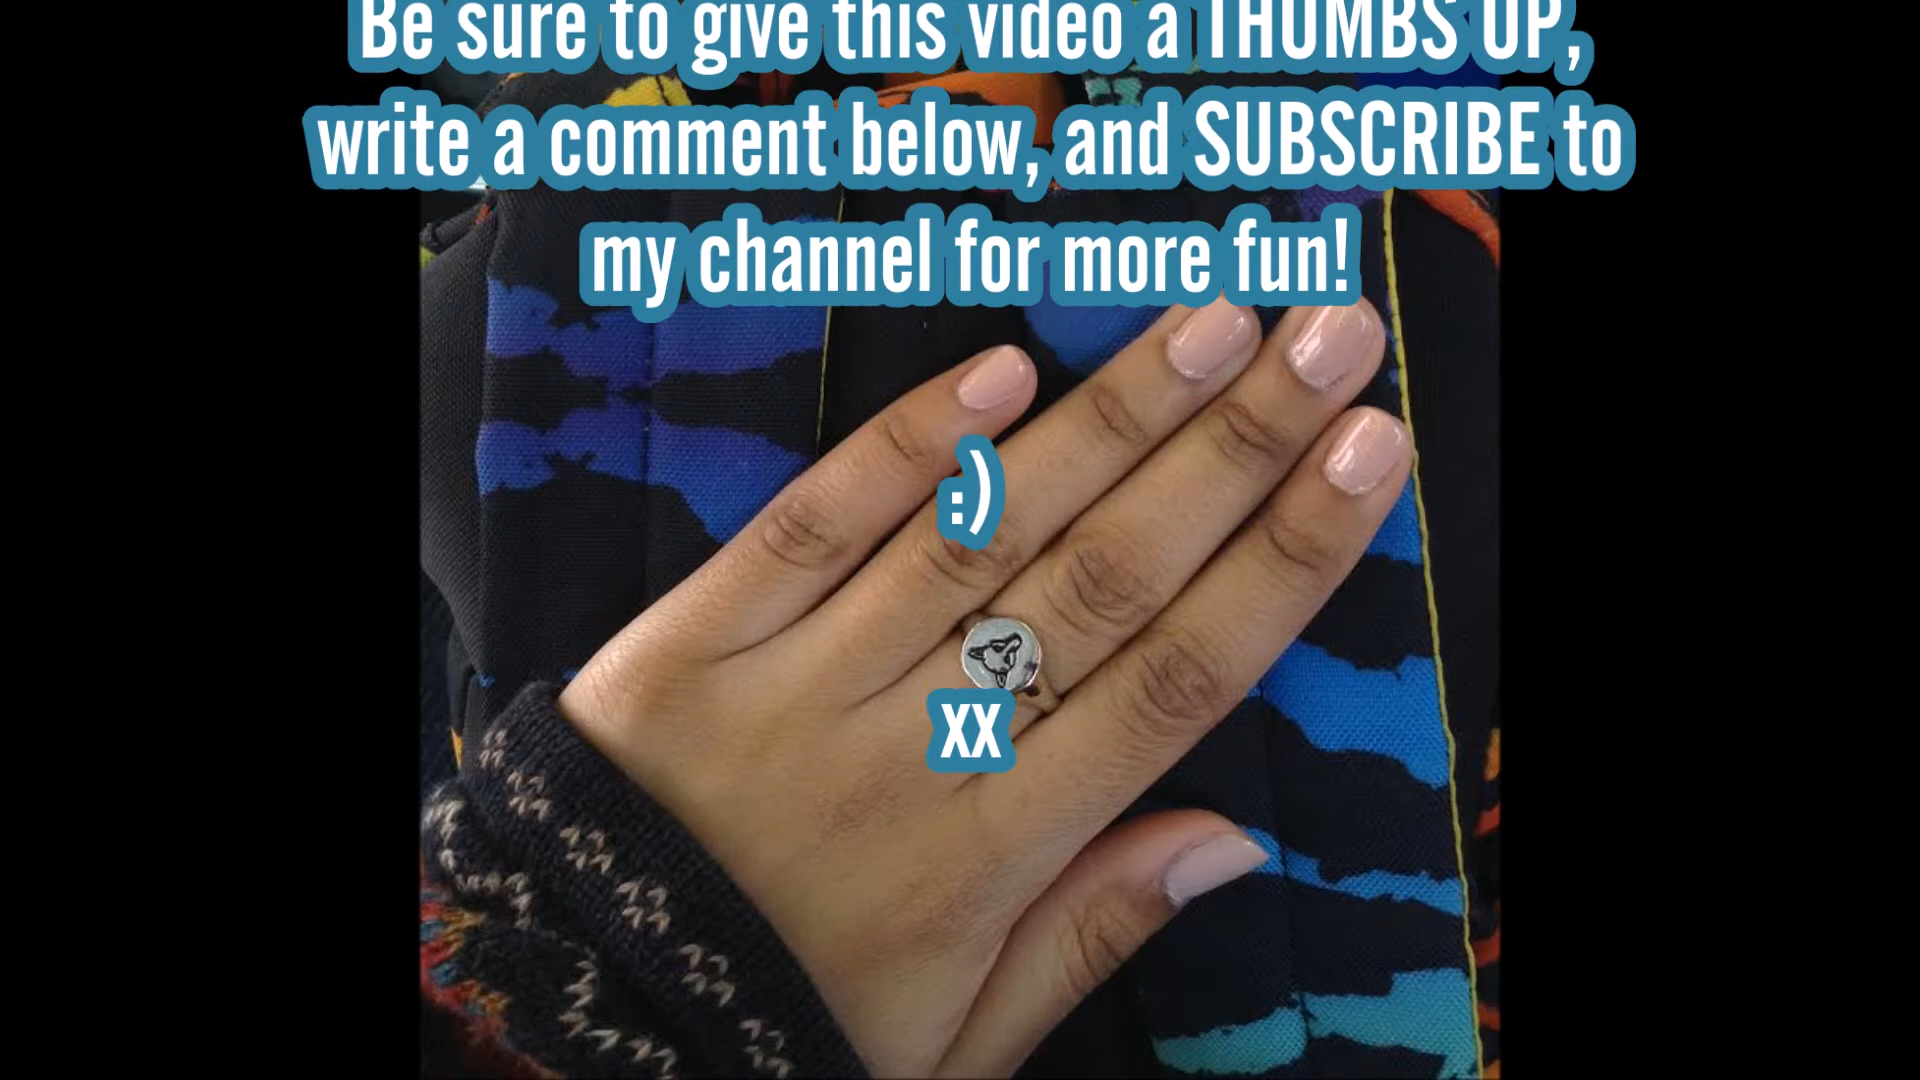 Be sure to give this video a THUMBS UP,
write a comment below, and SUBSCRIBE to
my channel for more fun!
:)
XX